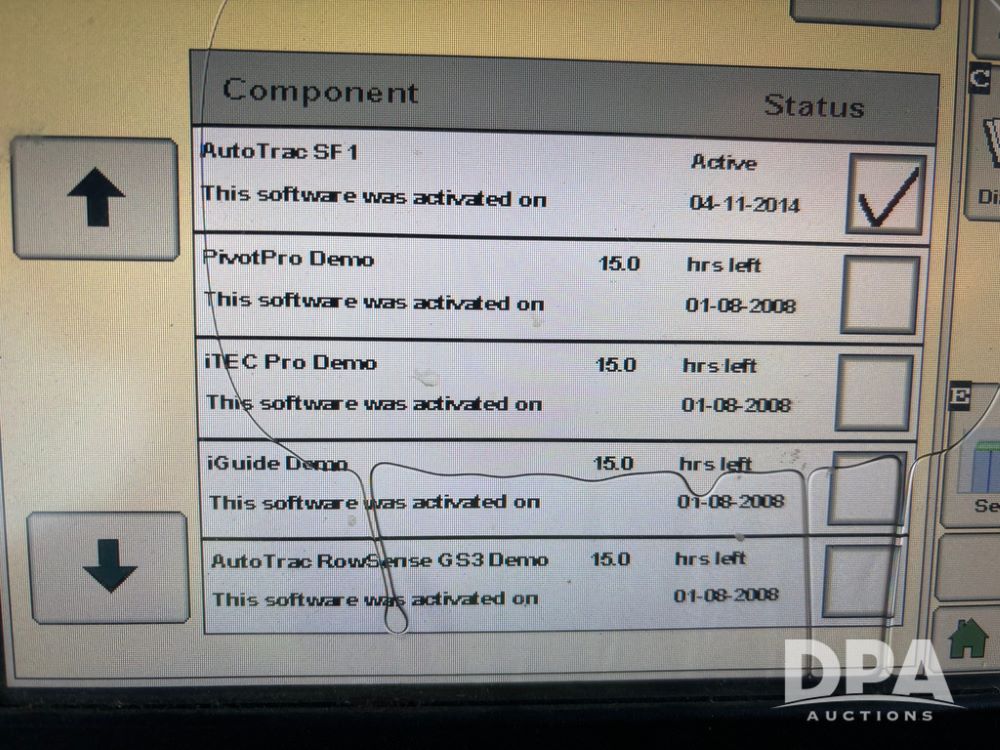 Component Status
AutoTrac SF1 Active
This software was activated on 04-11-2014
PivotPro Demo 15.0 hrs left
This software was activated on 01-08-2008
iTEC Pro Demo 15.0 hrs left
This software was activated on 01-08-2008
iGuide Demo 15.0 hrs left
This software was activated on 01-08-2008
AutoTrac RowSense GS3 Demo 15.0 hrs left
This software was activated on 01-08-2008
C
E
DPA
AUCTIONS